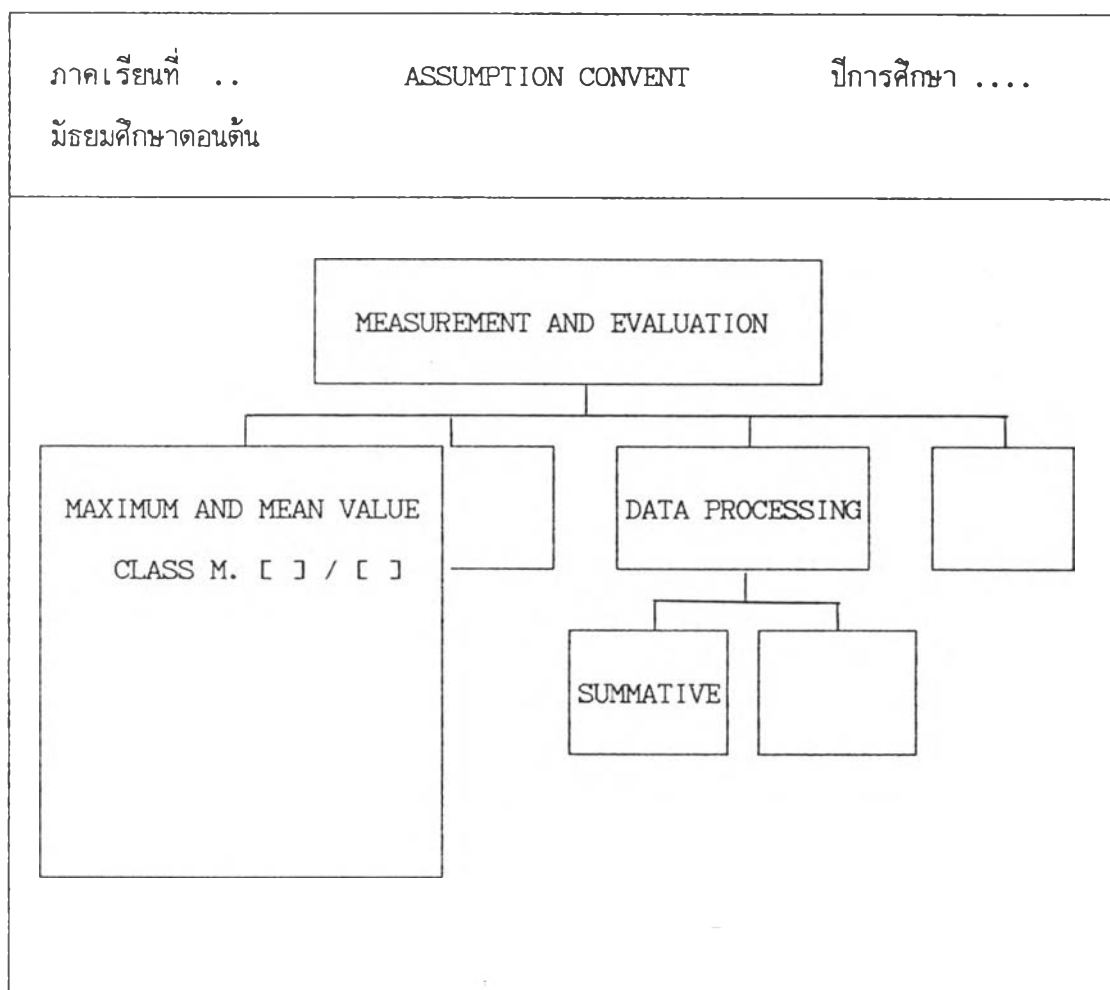 ภาคเรียนที่ .. ASSUMPTION CONVENT ปีการศึกษา ....
มัธยมศึกษาตอนต้น
MEASUREMENT AND EVALUATION
MAXIMUM AND MEAN VALUE
CLASS M. [ ] / [ ]
DATA PROCESSING
SUMMATIVE